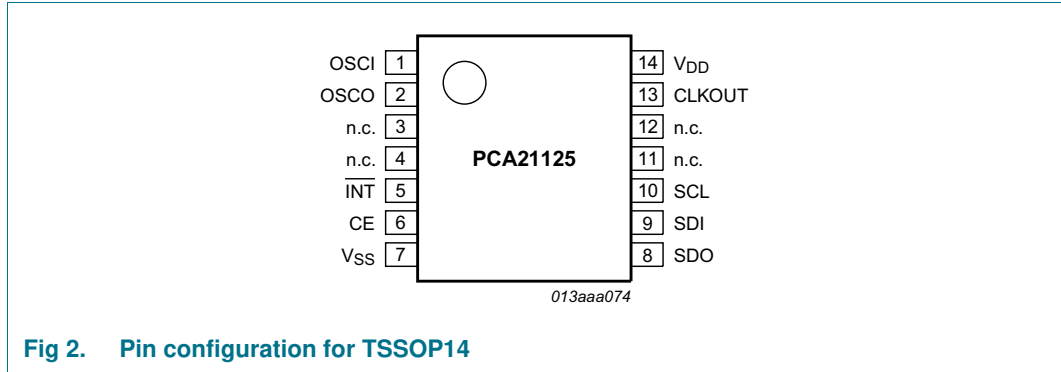 OSCI 1 14 VDD
OSCO 2 13 CLKOUT
n.c. 3 12 n.c.
n.c. 4 PCA21125 11 n.c.
INT 5 10 SCL
CE 6 9 SDI
VSS 7 8 SDO
013aaa074
Fig 2. Pin configuration for TSSOP14